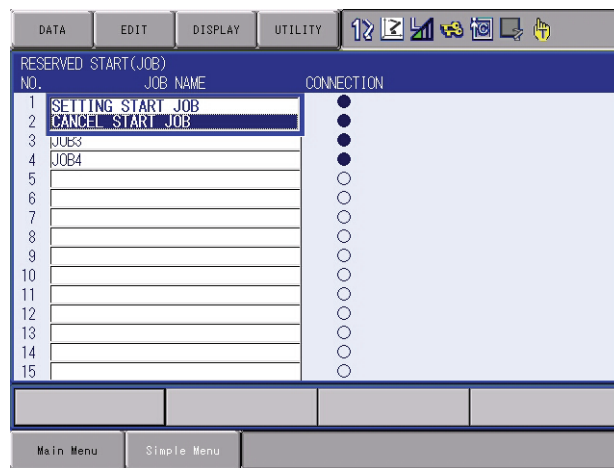 DATA EDIT DISPLAY UTILITY
RESERVED START(JOB)
NO. JOB NAME CONNECTION
1 SETTING START JOB
2 CANCEL START JOB
3 JOB3
4 JOB4
5
6
7
8
9
10
11
12
13
14
15
Main Menu Simple Menu